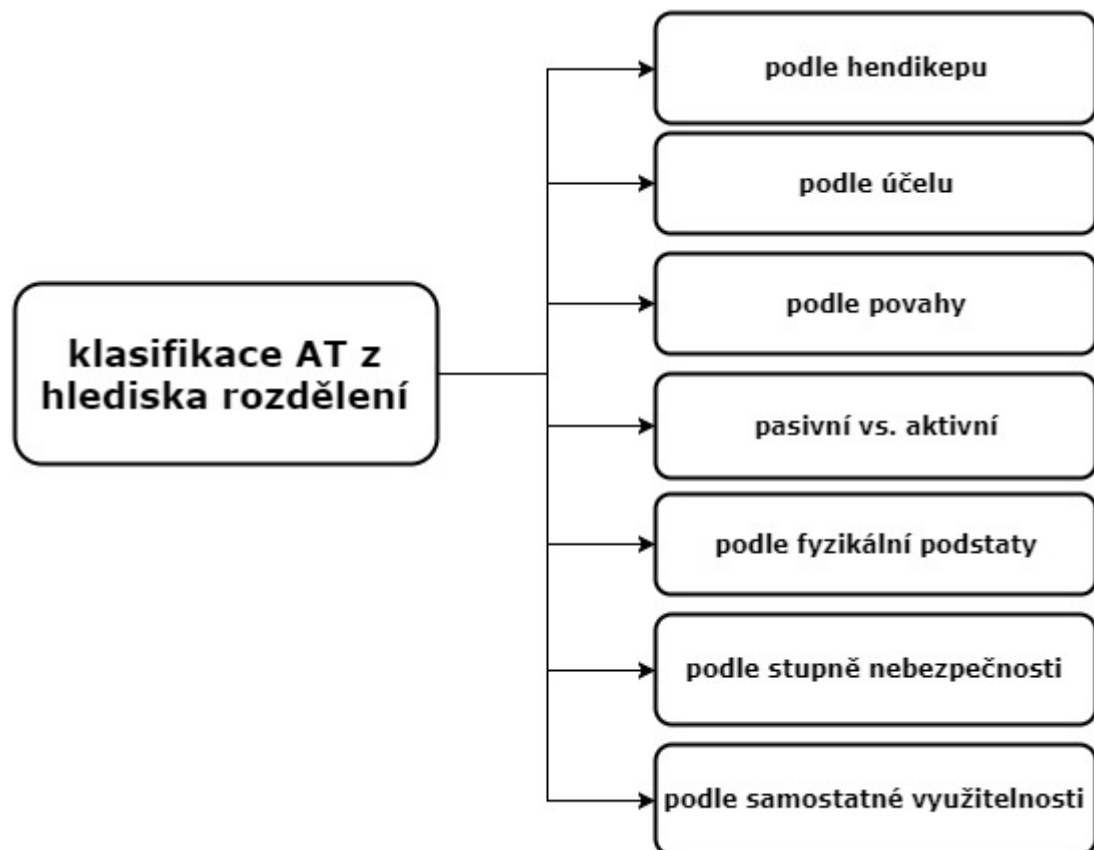 podle hendikepu
podle účelu
podle povahy
klasifikace AT z
hlediska rozdělení
pasivní vs. aktivní
podle fyzikální podstaty
podle stupně nebezpečnosti
podle samostatné využitelnosti